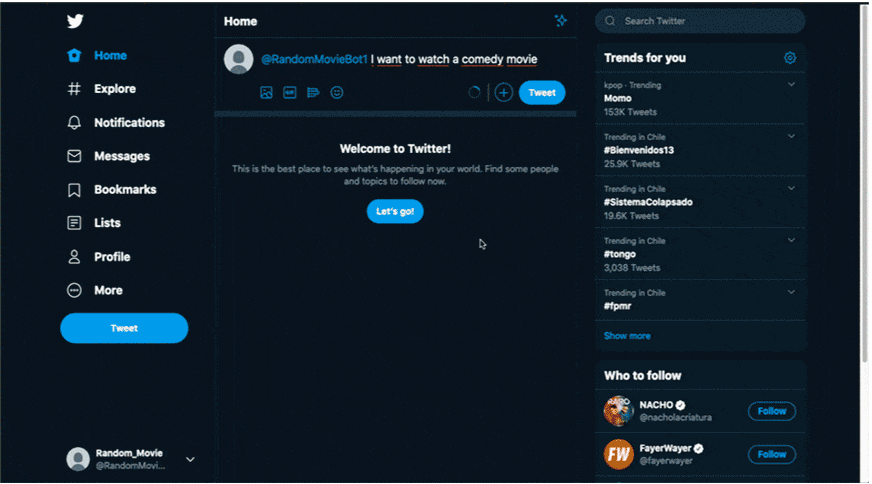 Home
Explore
Notifications
Messages
Bookmarks
Lists
Profile
More
Tweet
Random_Movie
@RandomMovi...
Home
@RandomMovieBot1 I want to watch a comedy movie
GIF
Tweet
Welcome to Twitter!
This is the best place to see what's happening in your world. Find some people
and topics to follow now.
Let's go!
Search Twitter
Trends for you
kpop · Trending
Momo
153K Tweets
Trending in Chile
#Bienvenidos13
25.9K Tweets
Trending in Chile
#SistemaColapsado
19.6K Tweets
Trending in Chile
#tongo
3,038 Tweets
Trending in Chile
#fpmr
Show more
Who to follow
NACHO
@nacholacriatura
Follow
FW
FayerWayer
@fayerwayer
Follow